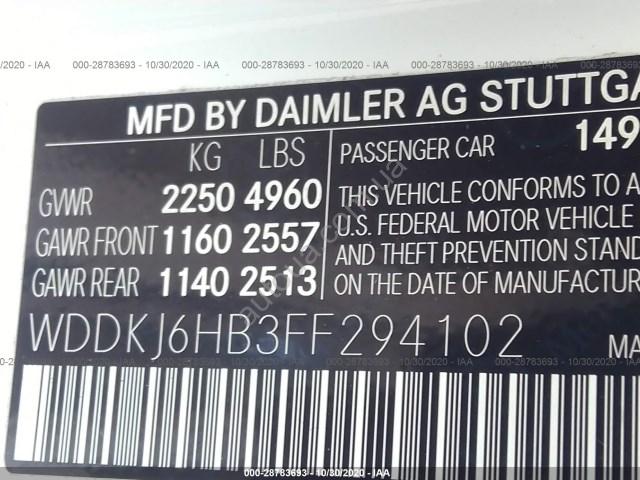 000-28783693 - 10/30/2020 - IAA
MFD BY DAIMLER AG STUTTGA
KG LBS
GVWR 2250 4960
GAWR FRONT 1160 2557
GAWR REAR 1140 2513
PASSENGER CAR 149
THIS VEHICLE CONFORMS TO A
U.S. FEDERAL MOTOR VEHICLE
AND THEFT PREVENTION STAND
ON THE DATE OF MANUFACTURE
WDDKJ6HB3FF294102
MA
000-28783693 - 10/30/2020 - IAA